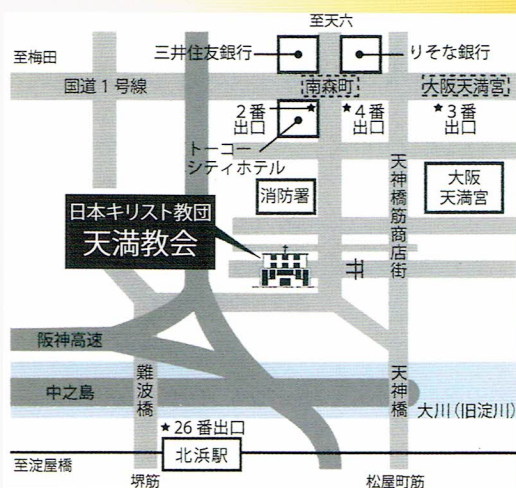 至天六
三井住友銀行
りそな銀行
至梅田
国道1号線
南森町
大阪天満宮
2番
出口
★
★4番
出口
★3番
出口
トーコー
シティホテル
消防署
大阪
天満宮
天神橋筋商店街
日本キリスト教団
天満教会
阪神高速
難波橋
天神橋
中之島
大川(旧淀川)
★26番出口
北浜駅
至淀屋橋
堺筋
松屋町筋